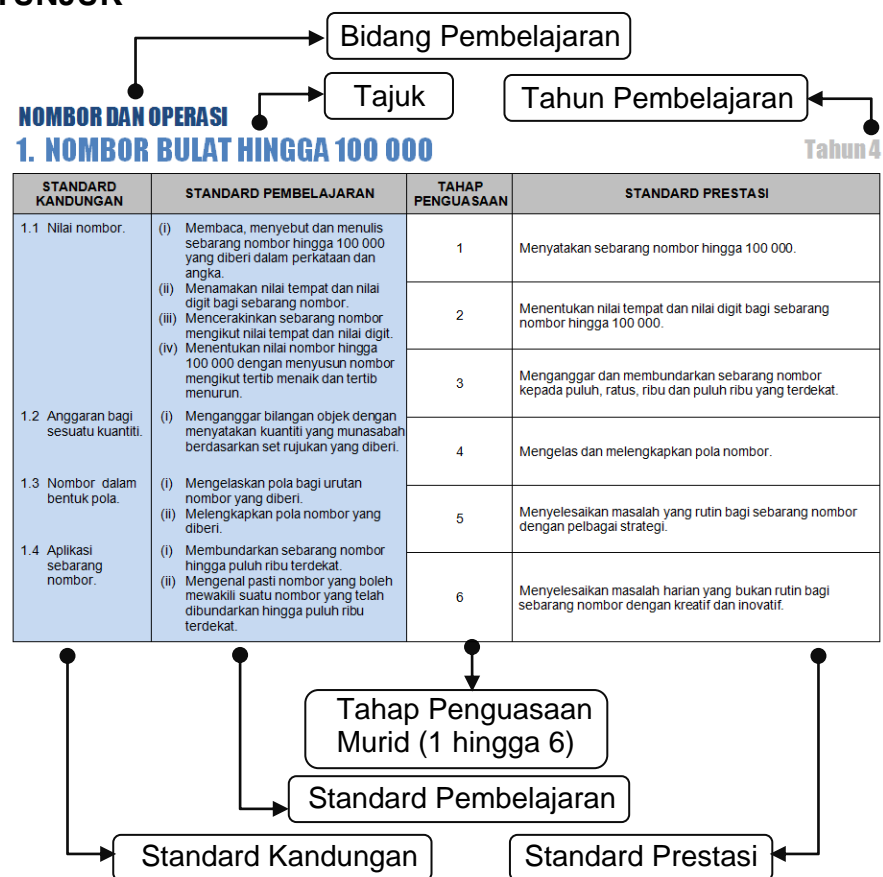 Bidang Pembelajaran
Tajuk
Tahun Pembelajaran
NOMBOR DAN OPERASI
1. NOMBOR BULAT HINGGA 100 000
Tahun 4
STANDARD
KANDUNGAN
STANDARD PEMBELAJARAN
TAHAP
PENGUASAAN
STANDARD PRESTASI
1.1 Nilai nombor.
(i) Membaca, menyebut dan menulis
sebarang nombor hingga 100 000
yang diberi dalam perkataan dan
angka.
(ii) Menamakan nilai tempat dan nilai
digit bagi sebarang nombor.
(iii) Mencerakinkan sebarang nombor
mengikut nilai tempat dan nilai digit.
(iv) Menentukan nilai nombor hingga
100 000 dengan menyusun nombor
mengikut tertib menaik dan tertib
menurun.
1.2 Anggaran bagi
sesuatu kuantiti.
(i) Menganggar bilangan objek dengan
menyatakan kuantiti yang munasabah
berdasarkan set rujukan yang diberi.
1.3 Nombor dalam
bentuk pola.
(i) Mengelaskan pola bagi urutan
nombor yang diberi.
(ii) Melengkapkan pola nombor yang
diberi.
1.4 Aplikasi
sebarang
nombor.
(i) Membundarkan sebarang nombor
hingga puluh ribu terdekat.
(ii) Mengenal pasti nombor yang boleh
mewakili suatu nombor yang telah
dibundarkan hingga puluh ribu
terdekat.
1
Menyatakan sebarang nombor hingga 100 000.
2
Menentukan nilai tempat dan nilai digit bagi sebarang
nombor hingga 100 000.
3
Menganggar dan membundarkan sebarang nombor
kepada puluh, ratus, ribu dan puluh ribu yang terdekat.
4
Mengelas dan melengkapkan pola nombor.
5
Menyelesaikan masalah yang rutin bagi sebarang nombor
dengan pelbagai strategi.
6
Menyelesaikan masalah harian yang bukan rutin bagi
sebarang nombor dengan kreatif dan inovatif.
Tahap Penguasaan
Murid (1 hingga 6)
Standard Pembelajaran
Standard Kandungan
Standard Prestasi